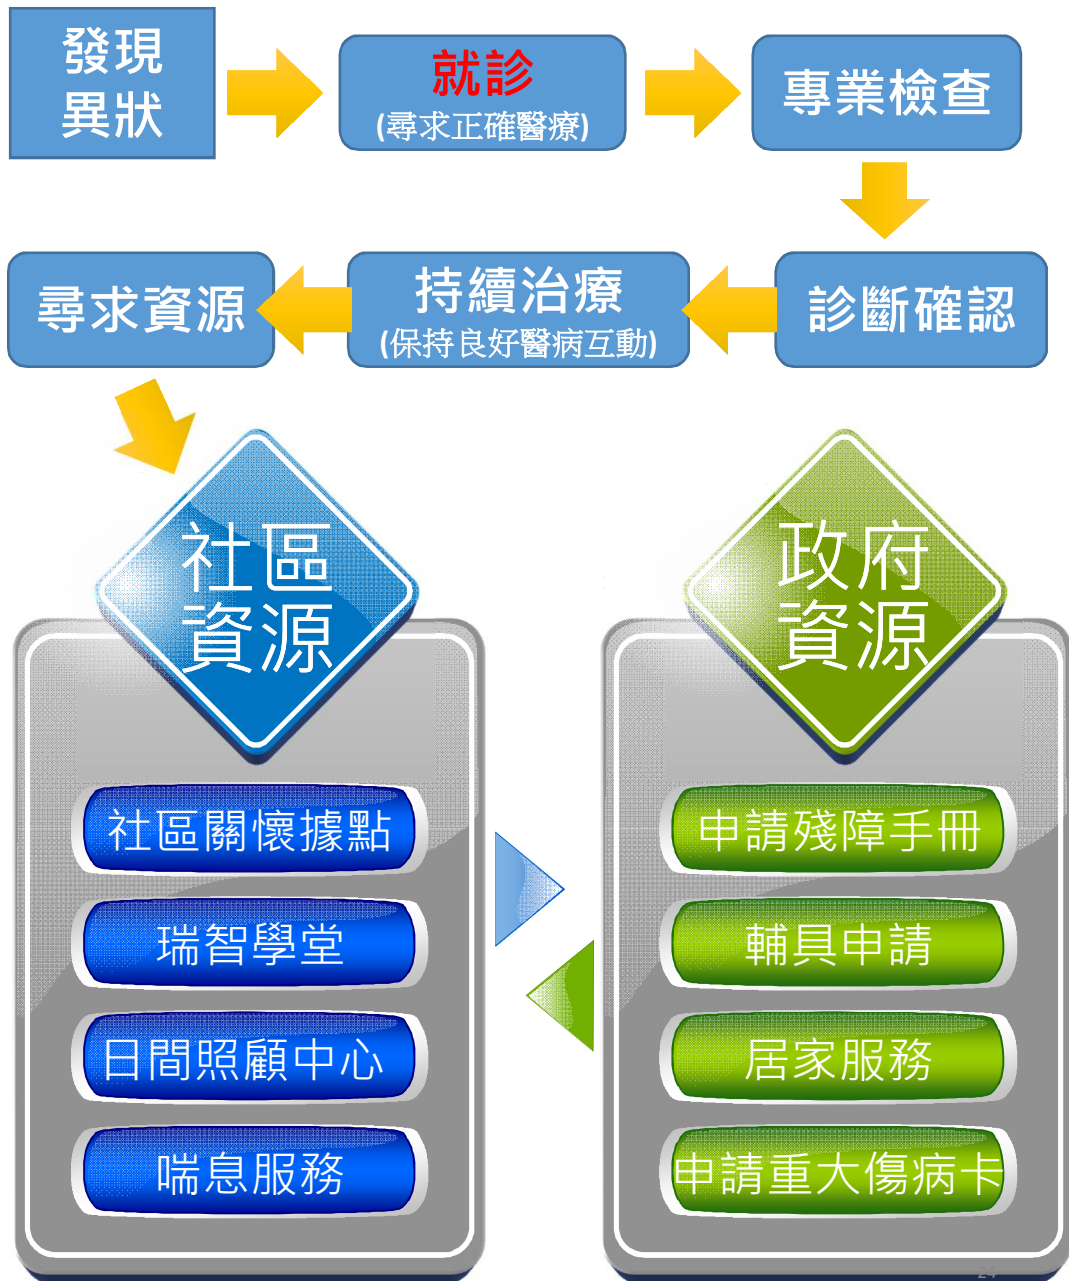 發現
異狀
就診
(尋求正確醫療)
專業檢查
診斷確認
持續治療
(保持良好醫病互動)
尋求資源
社區
資源
社區關懷據點
瑞智學堂
日間照顧中心
喘息服務
政府
資源
申請殘障手冊
輔具申請
居家服務
申請重大傷病卡
24